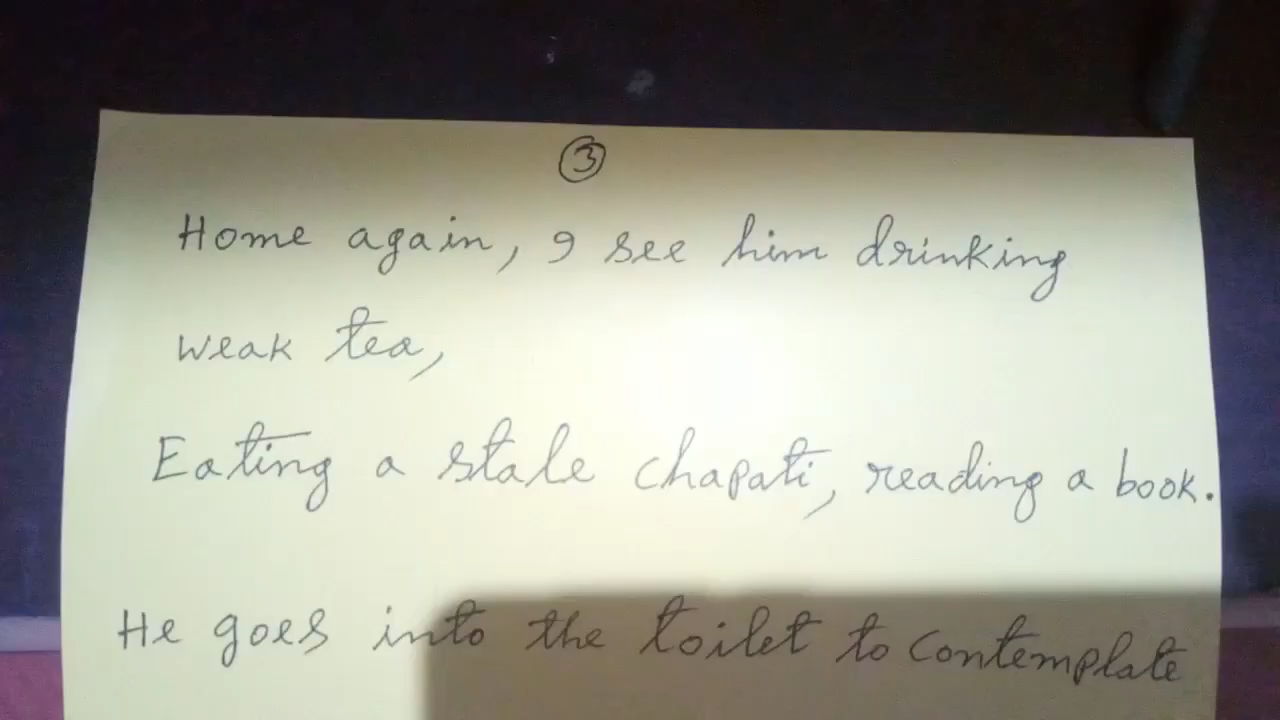 3
Home again, I see him drinking
weak tea,
Eating a stale chapati, reading a book.
He goes into the toilet to contemplate